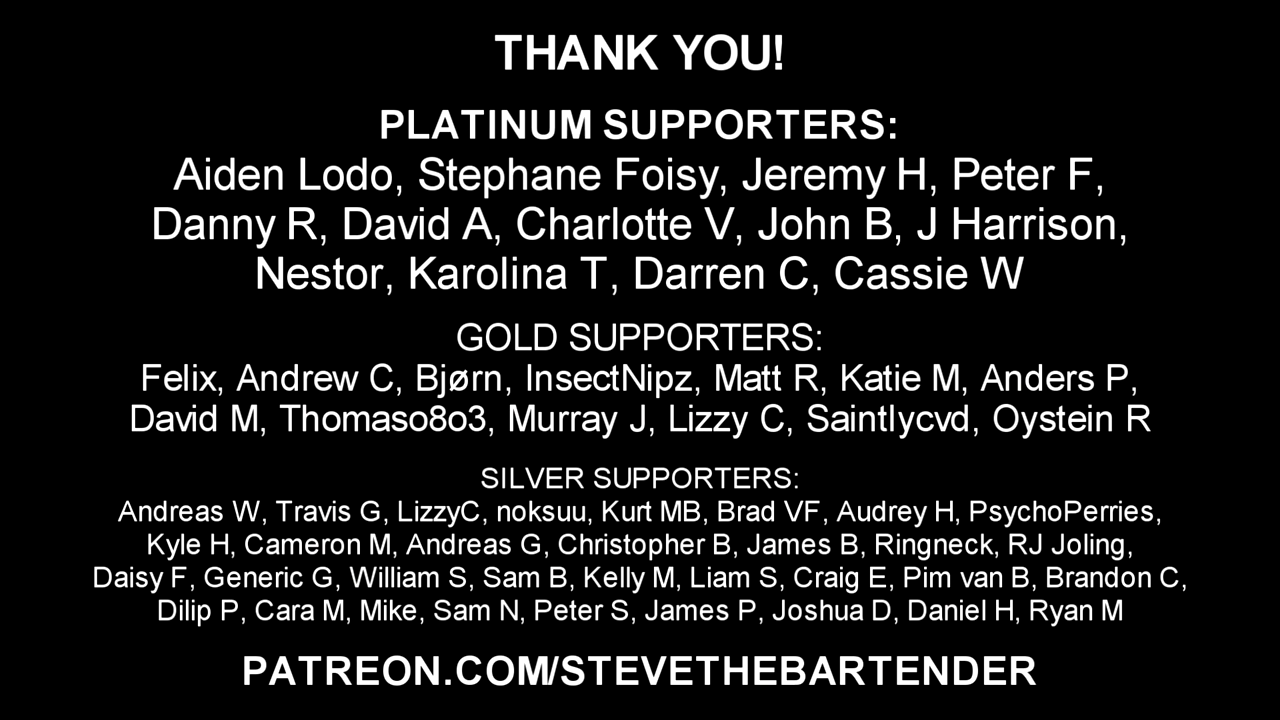 THANK YOU!
PLATINUM SUPPORTERS:
Aiden Lodo, Stephane Foisy, Jeremy H, Peter F,
Danny R, David A, Charlotte V, John B, J Harrison,
Nestor, Karolina T, Darren C, Cassie W
GOLD SUPPORTERS:
Felix, Andrew C, Bjørn, InsectNipz, Matt R, Katie M, Anders P,
David M, Thomaso8o3, Murray J, Lizzy C, Saintlycvd, Oystein R
SILVER SUPPORTERS:
Andreas W, Travis G, LizzyC, noksuu, Kurt MB, Brad VF, Audrey H, PsychoPerries,
Kyle H, Cameron M, Andreas G, Christopher B, James B, Ringneck, RJ Joling,
Daisy F, Generic G, William S, Sam B, Kelly M, Liam S, Craig E, Pim van B, Brandon C,
Dilip P, Cara M, Mike, Sam N, Peter S, James P, Joshua D, Daniel H, Ryan M
PATREON.COM/STEVETHEBARTENDER